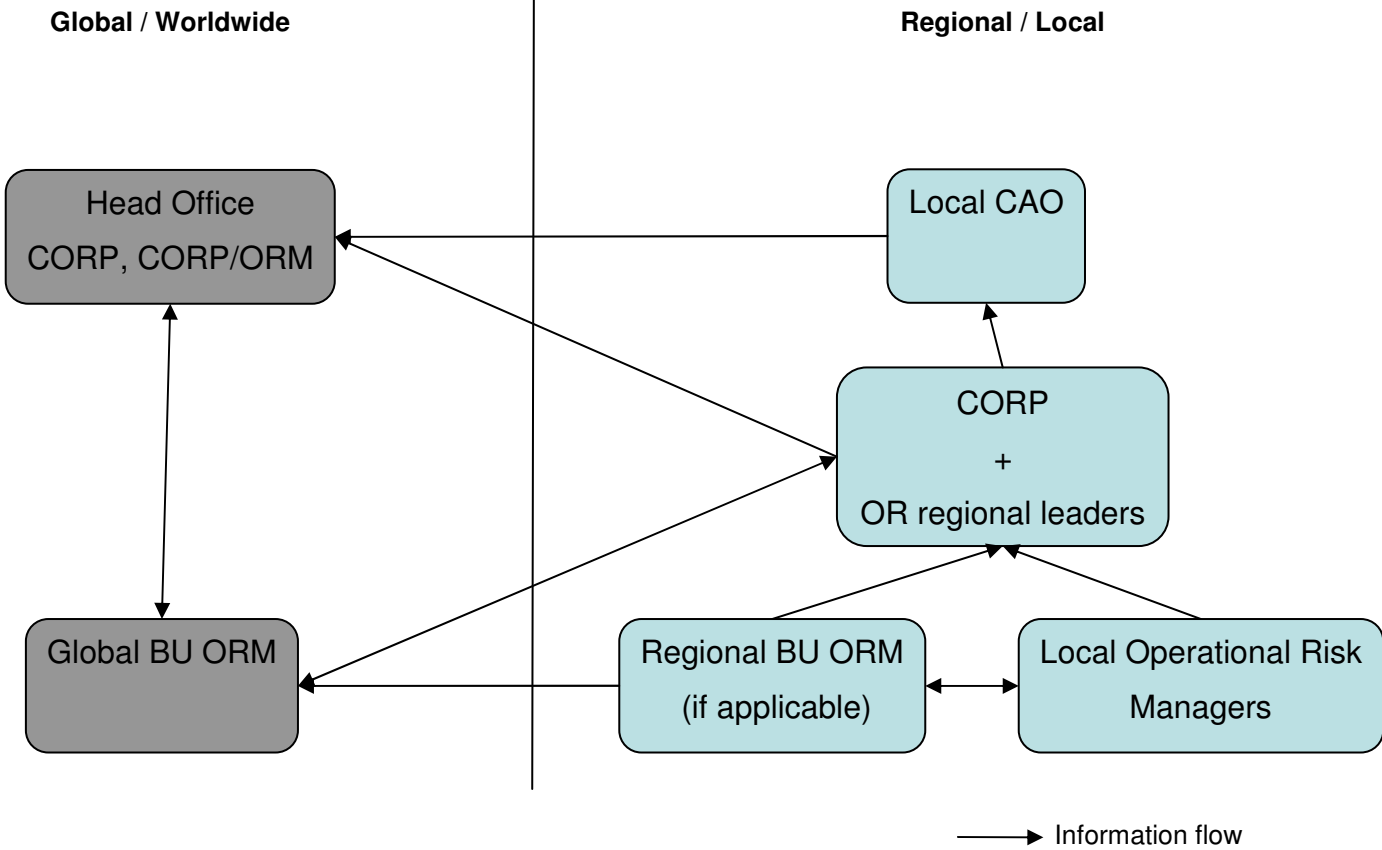 Global / Worldwide
Regional / Local
Head Office
CORP, CORP/ORM
Local CAO
CORP
+
OR regional leaders
Global BU ORM
Regional BU ORM
(if applicable)
Local Operational Risk
Managers
Information flow